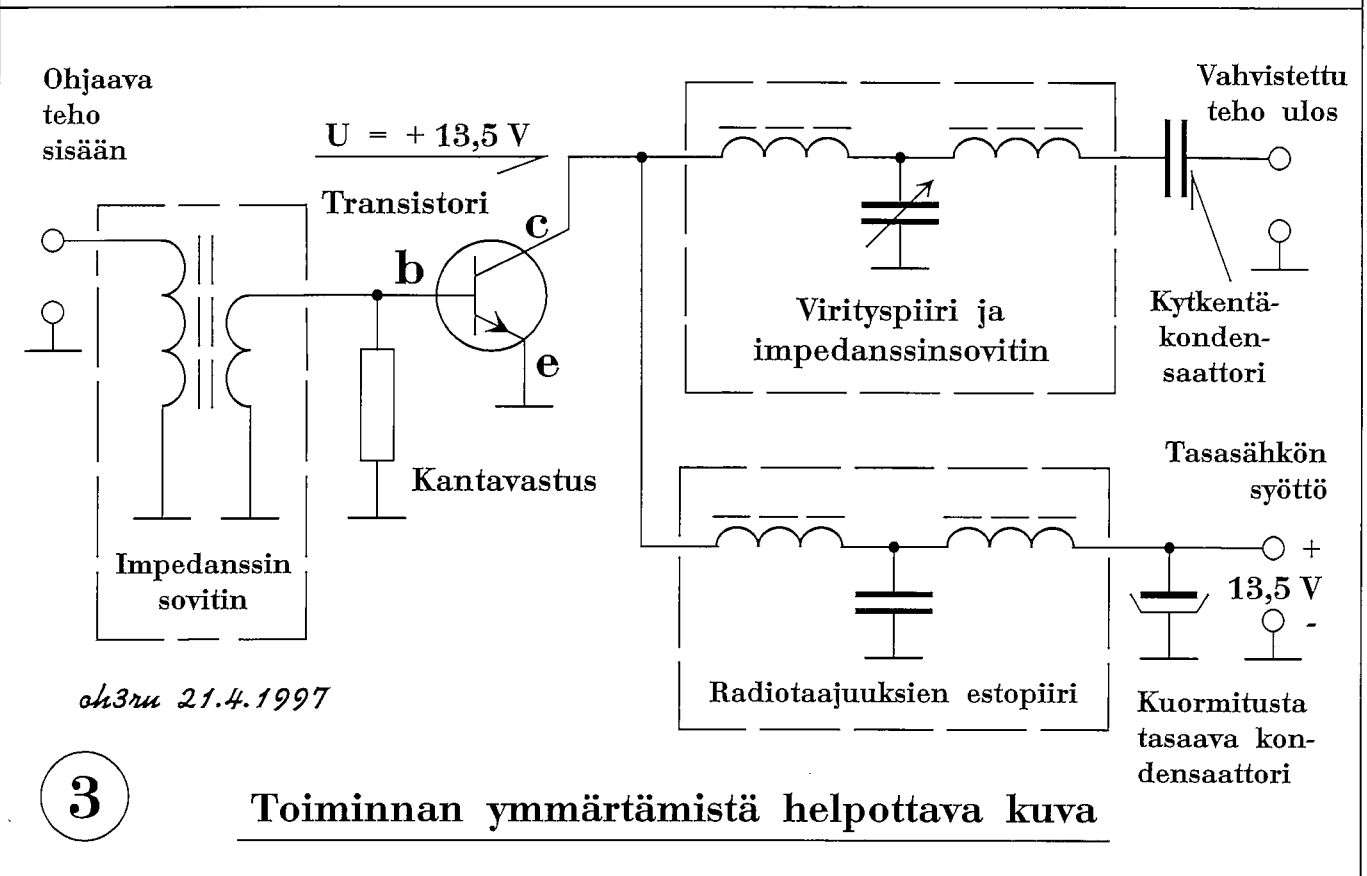 Ohjaava
teho
sisään
U = + 13,5 V
Transistori
b
c
e
Kantavastus
Impedanssin
sovitin
Virityspiiri ja
impedanssinsovitin
Vahvistettu
teho ulos
Kytkentä-
konden-
saattori
Tasasähkön
syöttö
+
13,5 V
-
Radiotaajuuksien estopiiri
Kuormitusta
tasaava kon-
densaattori
oh3ru 21.4.1997
3
Toiminnan ymmärtämistä helpottava kuva